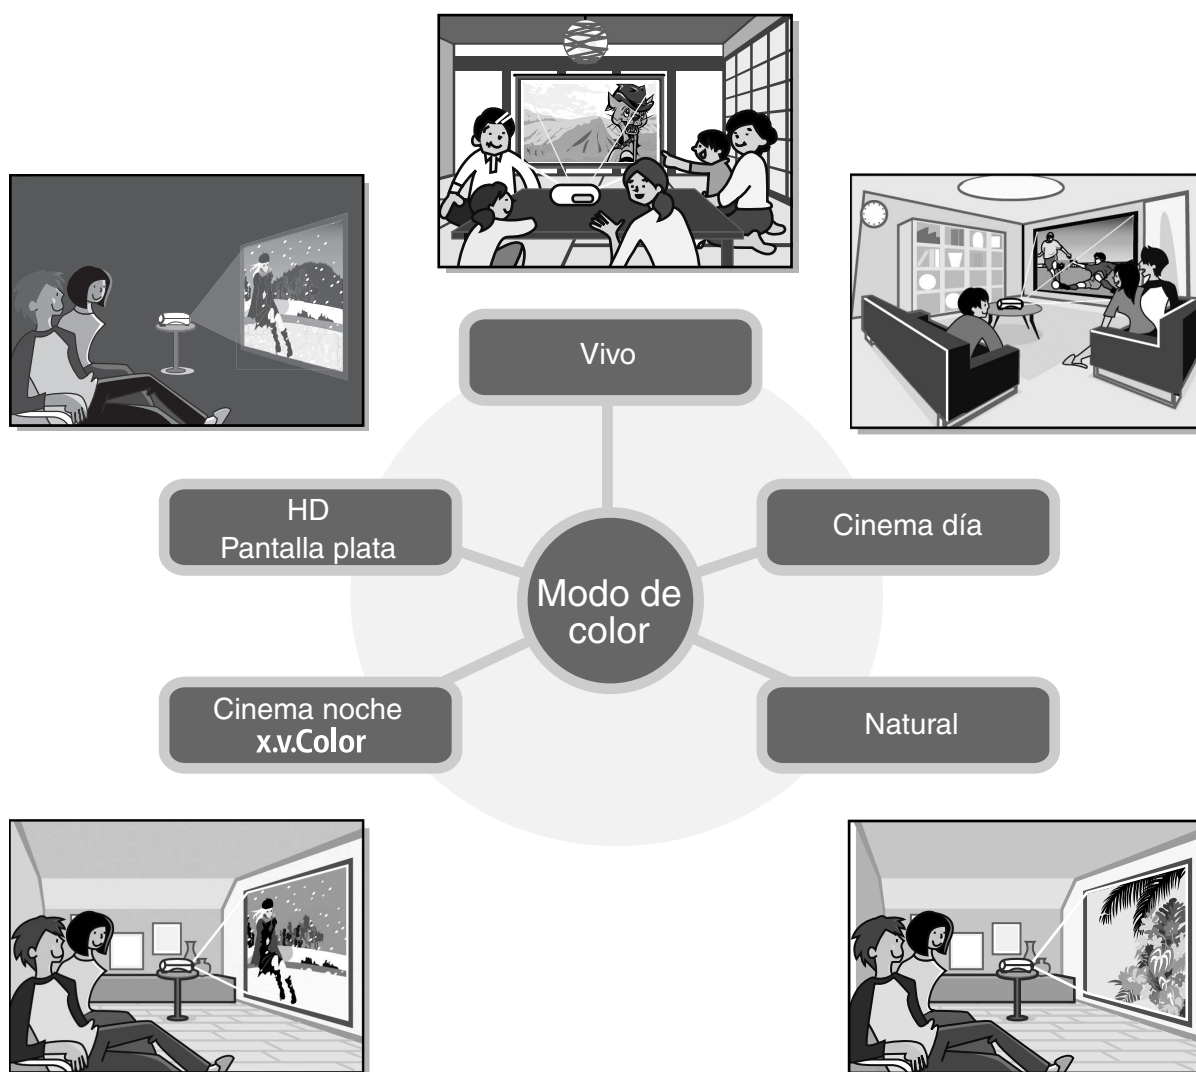 Vivo
HD
Pantalla plata
Cinema día
Modo de
color
Cinema noche
x.v.Color
Natural